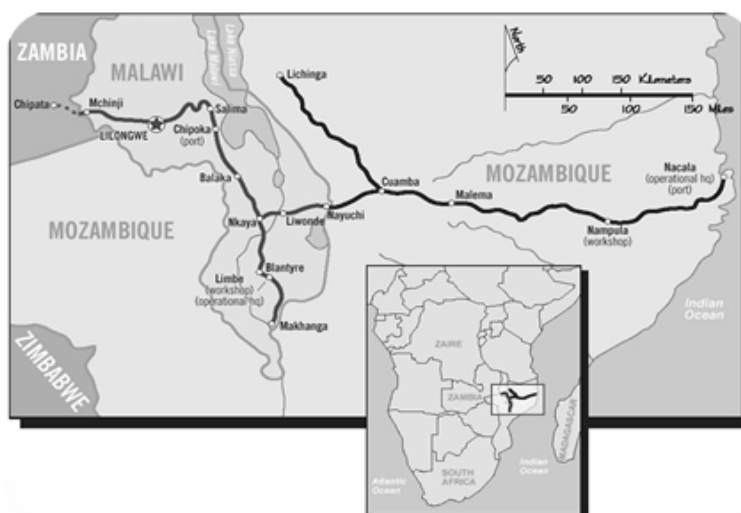 ZAMBIA
MALAWI
Lake Niassa
Lichinga
North
50 100 150 Kilometers
50 100 150 Miles
Chipata
Mchinji
Salima
LILONGWE
Chipoka
(port)
MOZAMBIQUE
Nacala
(operational hq)
(port)
Balaka
Cuamba
Malema
MOZAMBIQUE
Nkaya
Liwonde
Nayuchi
Nampula
(workshop)
Limbe
(workshop)
(operational hq)
Blantyre
Makhanga
Indian
Ocean
ZIMBABWE
ZAIRE
ZAMBIA
MADAGASCAR
Atlantic
Ocean
SOUTH
AFRICA
Indian
Ocean